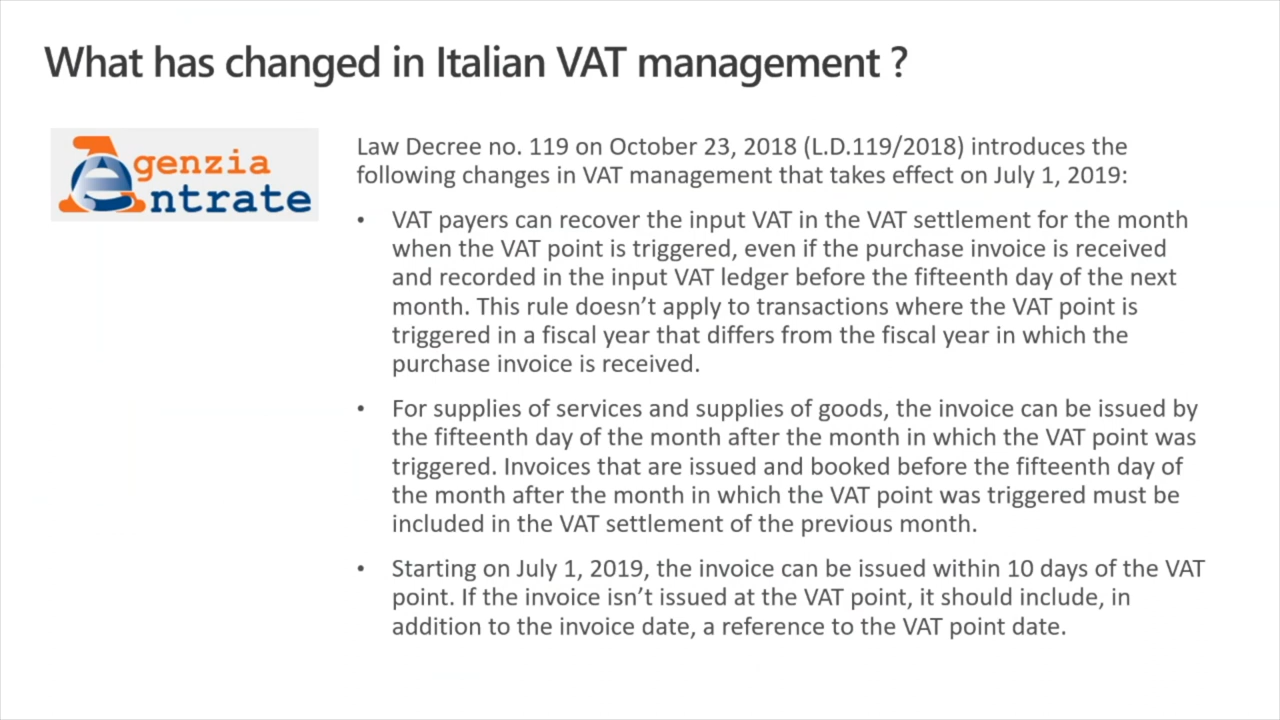 What has changed in Italian VAT management ?
Agenzia
entrate
Law Decree no. 119 on October 23, 2018 (L.D.119/2018) introduces the
following changes in VAT management that takes effect on July 1, 2019:
• VAT payers can recover the input VAT in the VAT settlement for the month
when the VAT point is triggered, even if the purchase invoice is received
and recorded in the input VAT ledger before the fifteenth day of the next
month. This rule doesn’t apply to transactions where the VAT point is
triggered in a fiscal year that differs from the fiscal year in which the
purchase invoice is received.
• For supplies of services and supplies of goods, the invoice can be issued by
the fifteenth day of the month after the month in which the VAT point was
triggered. Invoices that are issued and booked before the fifteenth day of
the month after the month in which the VAT point was triggered must be
included in the VAT settlement of the previous month.
• Starting on July 1, 2019, the invoice can be issued within 10 days of the VAT
point. If the invoice isn’t issued at the VAT point, it should include, in
addition to the invoice date, a reference to the VAT point date.